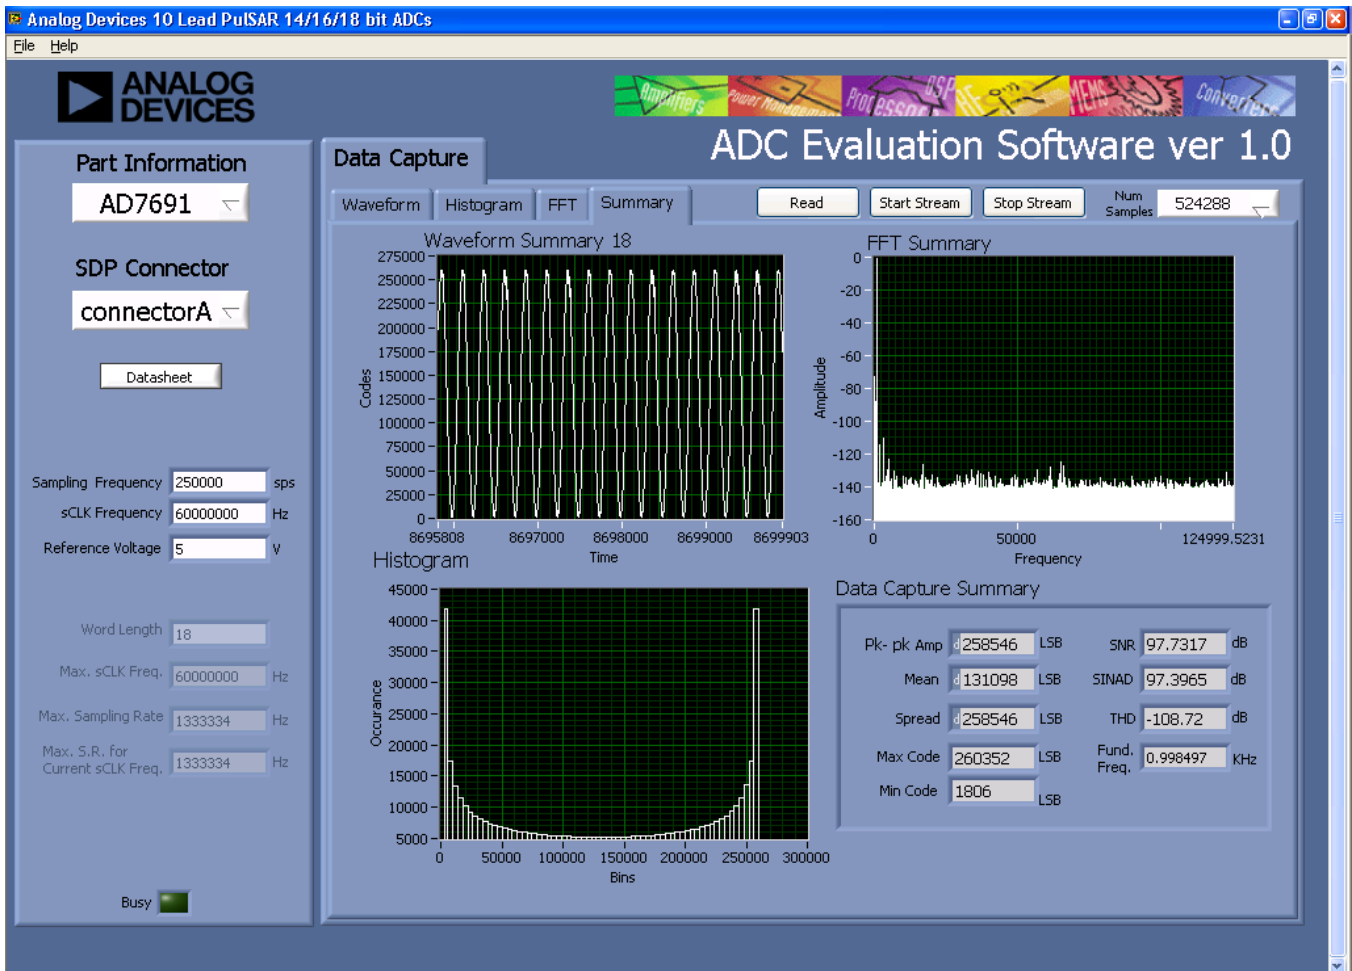 Analog Devices 10 Lead PulSAR 14/16/18 bit ADCs
File Help
ANALOG
DEVICES
Amplifiers Power Management Processors DSP RF MEMS Converters
ADC Evaluation Software ver 1.0
Part Information
AD7691
SDP Connector
connectorA
Datasheet
Sampling Frequency 250000 sps
sCLK Frequency 60000000 Hz
Reference Voltage 5 V
Word Length 18
Max. sCLK Freq. 60000000 Hz
Max. Sampling Rate 1333334 Hz
Max. S.R. for
Current sCLK Freq. 1333334 Hz
Busy
Data Capture
Waveform Histogram FFT Summary
Read Start Stream Stop Stream Num
Samples 524288
Waveform Summary 18
275000
250000
225000
200000
175000
150000
125000
100000
75000
50000
25000
0
Codes
8695808 8697000 8698000 8699000 8699903
Time
FFT Summary
0
-20
-40
-60
-80
-100
-120
-140
-160
Amplitude
0 50000 124999.5231
Frequency
Histogram
45000
40000
35000
30000
25000
20000
15000
10000
5000
Occurance
0 50000 100000 150000 200000 250000 300000
Bins
Data Capture Summary
Pk- pk Amp d 258546 LSB
Mean d 131098 LSB
Spread d 258546 LSB
Max Code 260352 LSB
Min Code 1806 LSB
SNR 97.7317 dB
SINAD 97.3965 dB
THD -108.72 dB
Fund.
Freq. 0.998497 KHz